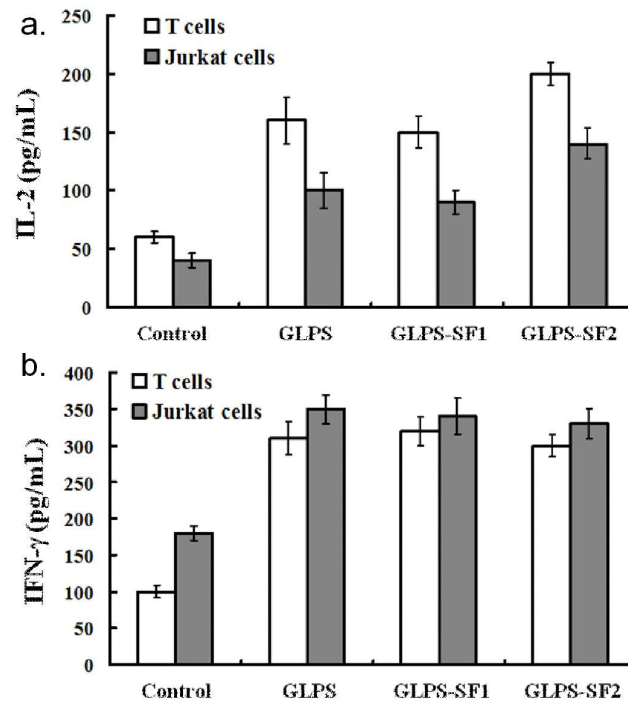 a.
T cells
Jurkat cells
IL-2 (pg/mL)
250
200
150
100
50
0
Control GLPS GLPS-SF1 GLPS-SF2
b.
T cells
Jurkat cells
IFN-γ (pg/mL)
400
350
300
250
200
150
100
50
0
Control GLPS GLPS-SF1 GLPS-SF2